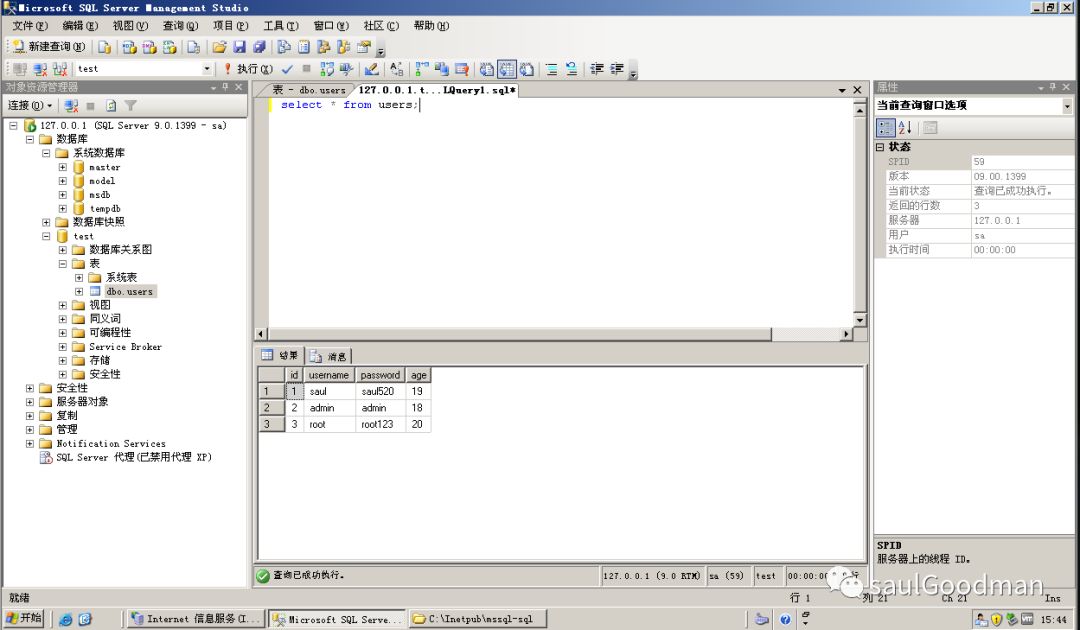 Microsoft SQL Server Management Studio
文件(F) 编辑(E) 视图(V) 查询(Q) 项目(P) 工具(T) 窗口(W) 社区(C) 帮助(H)
新建查询(N)
test 执行(X)
对象资源管理器
连接(O)
127.0.0.1 (SQL Server 9.0.1399 - sa)
数据库
系统数据库
master
model
msdb
tempdb
数据库快照
test
数据库关系图
表
系统表
dbo.users
视图
同义词
可编程性
Service Broker
存储
安全性
安全性
服务器对象
复制
管理
Notification Services
SQL Server 代理(已禁用代理 XP)
表 - dbo.users 127.0.0.1.t...LQuery1.sql*
select * from users;
结果 消息
id username password age
1 1 saul saul520 19
2 2 admin admin 18
3 3 root root123 20
查询已成功执行。 127.0.0.1 (9.0 RTM) sa (59) test 00:00:00
属性
当前查询窗口选项
状态
SPID 59
版本 09.00.1399
当前状态 查询已成功执行。
返回的行数 3
服务器 127.0.0.1
用户 sa
执行时间 00:00:00
SPID
服务器上的线程 ID。
saulGoodman
就绪 行 1 列 21 Ch 21 Ins
开始 Internet 信息服务(I... Microsoft SQL Serve... C:\Inetpub\mssql-sql 15:44